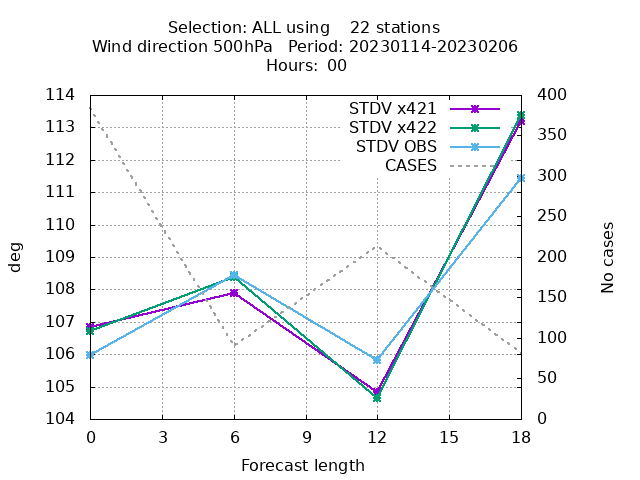 Selection: ALL using    22 stations
Wind direction 500hPa   Period: 20230114-20230206
Hours: 00
STDV x421
STDV x422
STDV OBS
CASES
114
113
112
111
110
109
108
107
106
105
104
deg
400
350
300
250
200
150
100
50
0
No cases
0 3 6 9 12 15 18
Forecast length